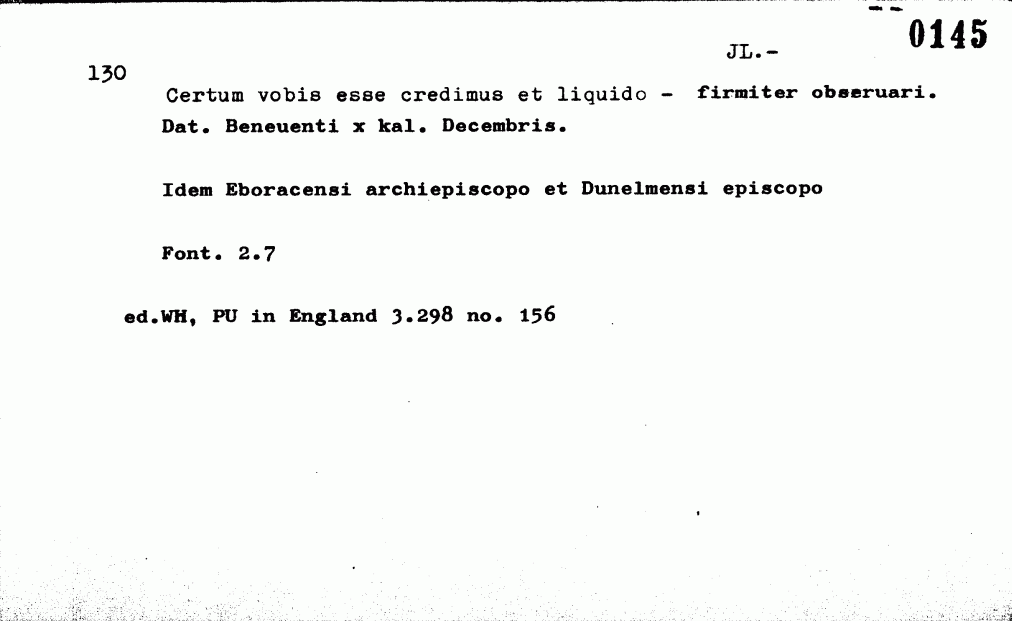 0145
JL.-
130
Certum vobis esse credimus et liquido - firmiter obseruari.
Dat. Beneuenti x kal. Decembris.
Idem Eboracensi archiepiscopo et Dunelmensi episcopo
Font. 2.7
ed.WH, PU in England 3.298 no. 156